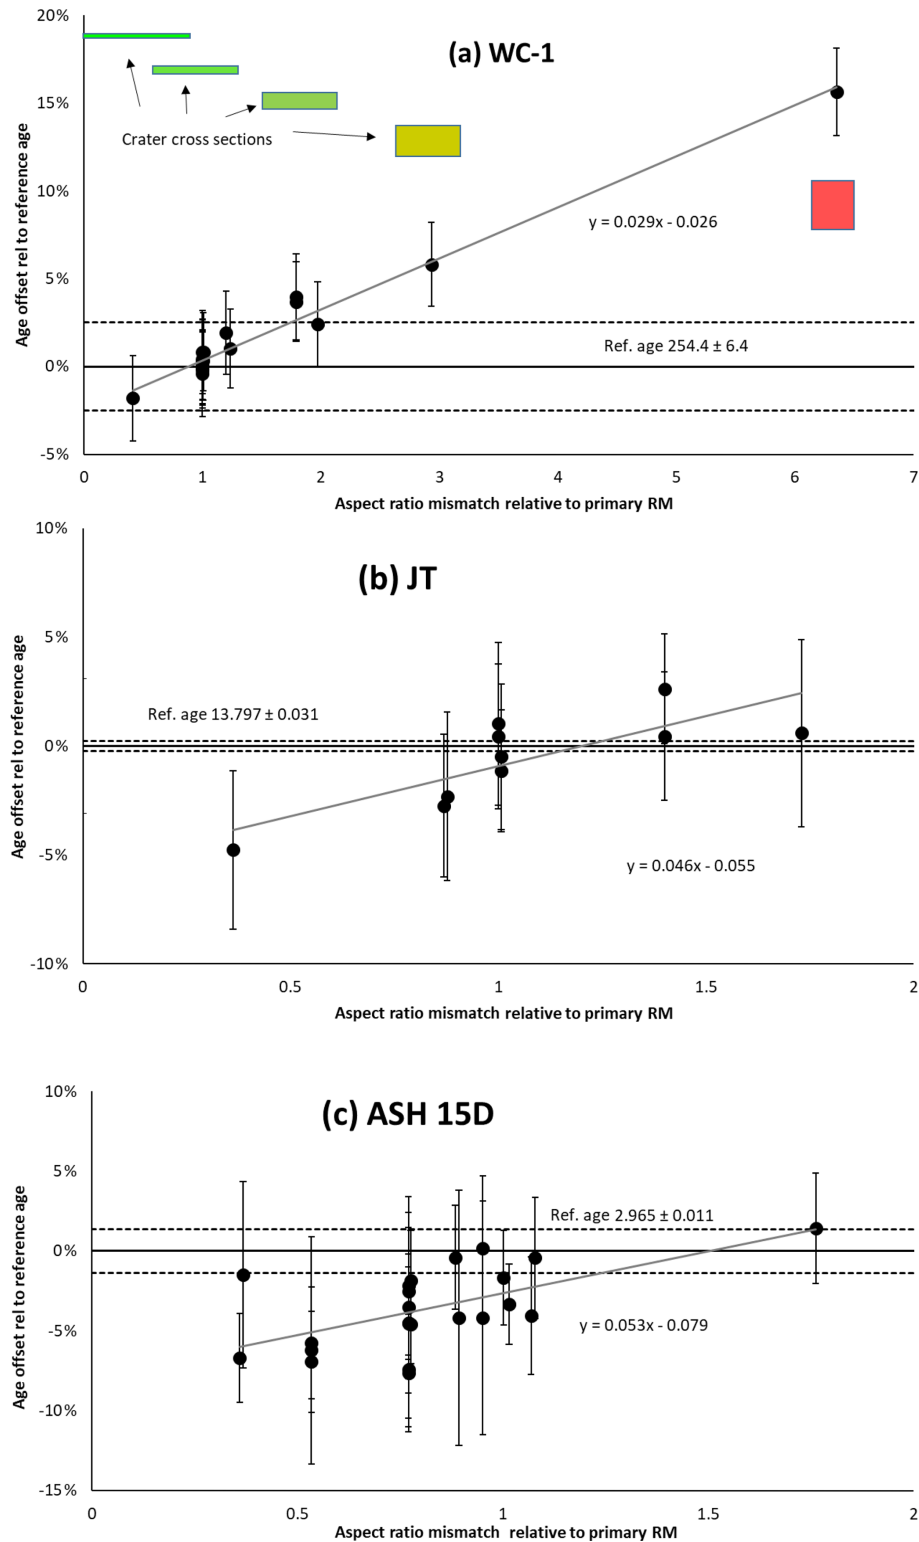 (a) WC-1
20%
15%
10%
5%
0%
-5%
Age offset rel to reference age
Crater cross sections
y = 0.029x - 0.026
Ref. age 254.4 ± 6.4
0 1 2 3 4 5 6 7
Aspect ratio mismatch relative to primary RM
(b) JT
10%
5%
0%
-5%
-10%
Age offset rel to reference age
Ref. age 13.797 ± 0.031
y = 0.046x - 0.055
0 0.5 1 1.5 2
Aspect ratio mismatch relative to primary RM
(c) ASH 15D
10%
5%
0%
-5%
-10%
-15%
Age offset rel to reference age
Ref. age 2.965 ± 0.011
y = 0.053x - 0.079
0 0.5 1 1.5 2
Aspect ratio mismatch relative to primary RM